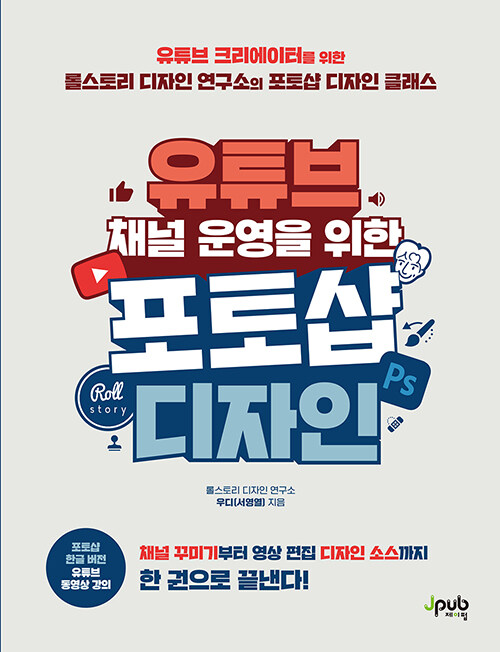 유튜브 크리에이터를 위한
롤스토리 디자인 연구소의 포토샵 디자인 클래스
유튜브
채널 운영을 위한
포토샵
Ps
Roll
story
디자인
롤스토리 디자인 연구소
우디(서영열) 지음
포토샵
한글 버전
유튜브
동영상 강의
채널 꾸미기부터 영상 편집 디자인 소스까지
한 권으로 끝낸다!
Jpub
제이펍